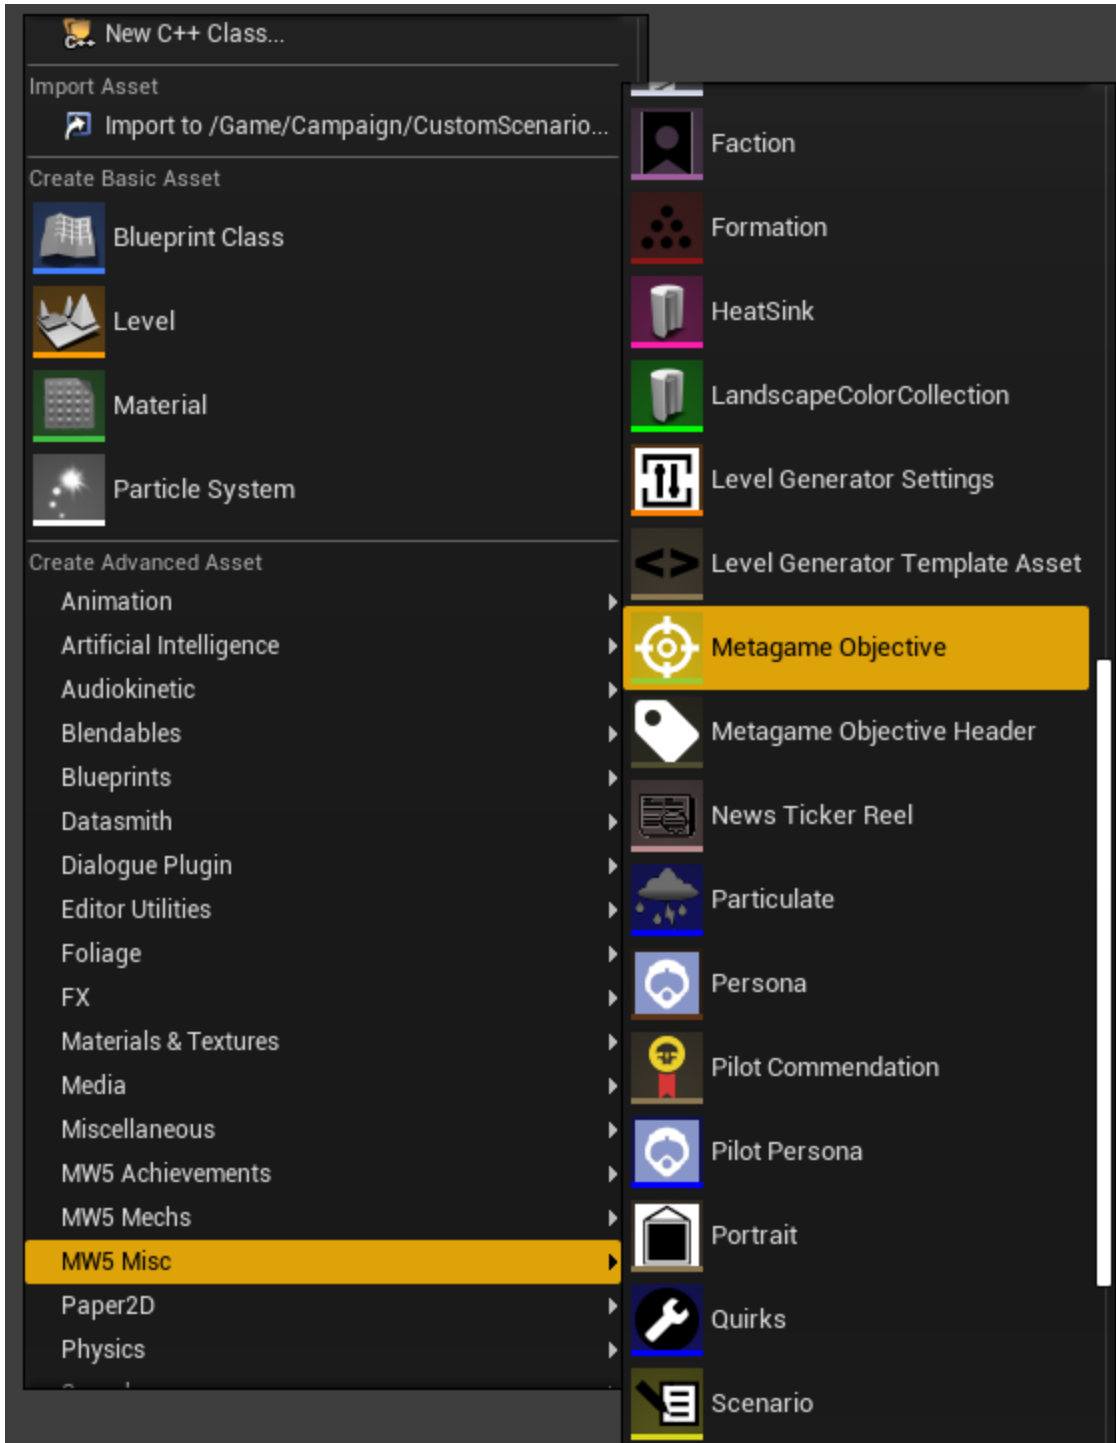 New C++ Class...
Import Asset
Import to /Game/Campaign/CustomScenario...
Create Basic Asset
Blueprint Class
Level
Material
Particle System
Create Advanced Asset
Animation
Artificial Intelligence
Audiokinetic
Blendables
Blueprints
Datasmith
Dialogue Plugin
Editor Utilities
Foliage
FX
Materials & Textures
Media
Miscellaneous
MW5 Achievements
MW5 Mechs
MW5 Misc
Paper2D
Physics
Faction
Formation
HeatSink
LandscapeColorCollection
Level Generator Settings
Level Generator Template Asset
Metagame Objective
Metagame Objective Header
News Ticker Reel
Particulate
Persona
Pilot Commendation
Pilot Persona
Portrait
Quirks
Scenario